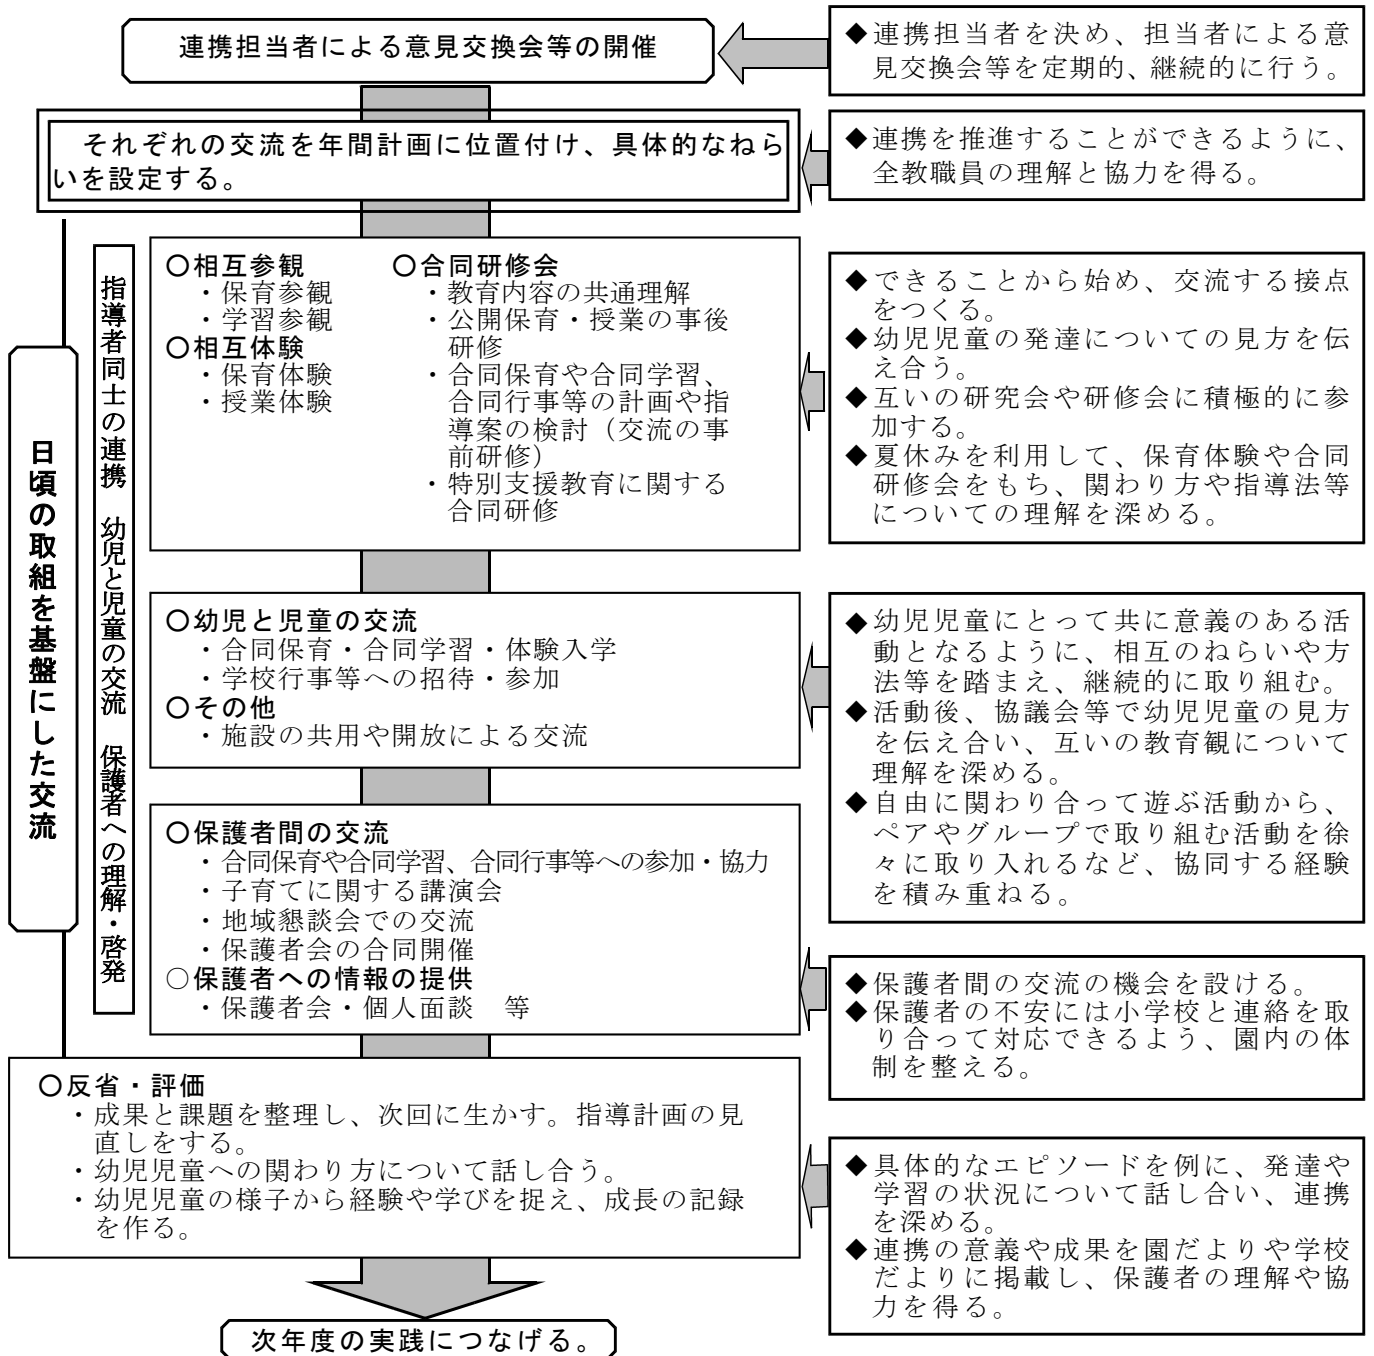 連携担当者による意見交換会等の開催
◆連携担当者を決め、担当者による意
見交換会等を定期的、継続的に行う。
それぞれの交流を年間計画に位置付け、具体的なねら
いを設定する。
◆連携を推進することができるように、
全教職員の理解と協力を得る。
日頃の取組を基盤にした交流
指導者同士の連携　幼児と児童の交流　保護者への理解・啓発
○相互参観
・保育参観
・学習参観
○相互体験
・保育体験
・授業体験
○合同研修会
・教育内容の共通理解
・公開保育・授業の事後
研修
・合同保育や合同学習、
合同行事等の計画や指
導案の検討（交流の事
前研修）
・特別支援教育に関する
合同研修
◆できることから始め、交流する接点
をつくる。
◆幼児児童の発達についての見方を伝
え合う。
◆互いの研究会や研修会に積極的に参
加する。
◆夏休みを利用して、保育体験や合同
研修会をもち、関わり方や指導法等
についての理解を深める。
○幼児と児童の交流
・合同保育・合同学習・体験入学
・学校行事等への招待・参加
○その他
・施設の共用や開放による交流
◆幼児児童にとって共に意義のある活
動となるように、相互のねらいや方
法等を踏まえ、継続的に取り組む。
◆活動後、協議会等で幼児児童の見方
を伝え合い、互いの教育観について
理解を深める。
◆自由に関わり合って遊ぶ活動から、
ペアやグループで取り組む活動を徐
々に取り入れるなど、協同する経験
を積み重ねる。
○保護者間の交流
・合同保育や合同学習、合同行事等への参加・協力
・子育てに関する講演会
・地域懇談会での交流
・保護者会の合同開催
○保護者への情報の提供
・保護者会・個人面談　等
◆保護者間の交流の機会を設ける。
◆保護者の不安には小学校と連絡を取
り合って対応できるよう、園内の体
制を整える。
○反省・評価
・成果と課題を整理し、次回に生かす。指導計画の見
直しをする。
・幼児児童への関わり方について話し合う。
・幼児児童の様子から経験や学びを捉え、成長の記録
を作る。
◆具体的なエピソードを例に、発達や
学習の状況について話し合い、連携
を深める。
◆連携の意義や成果を園だよりや学校
だよりに掲載し、保護者の理解や協
力を得る。
次年度の実践につなげる。